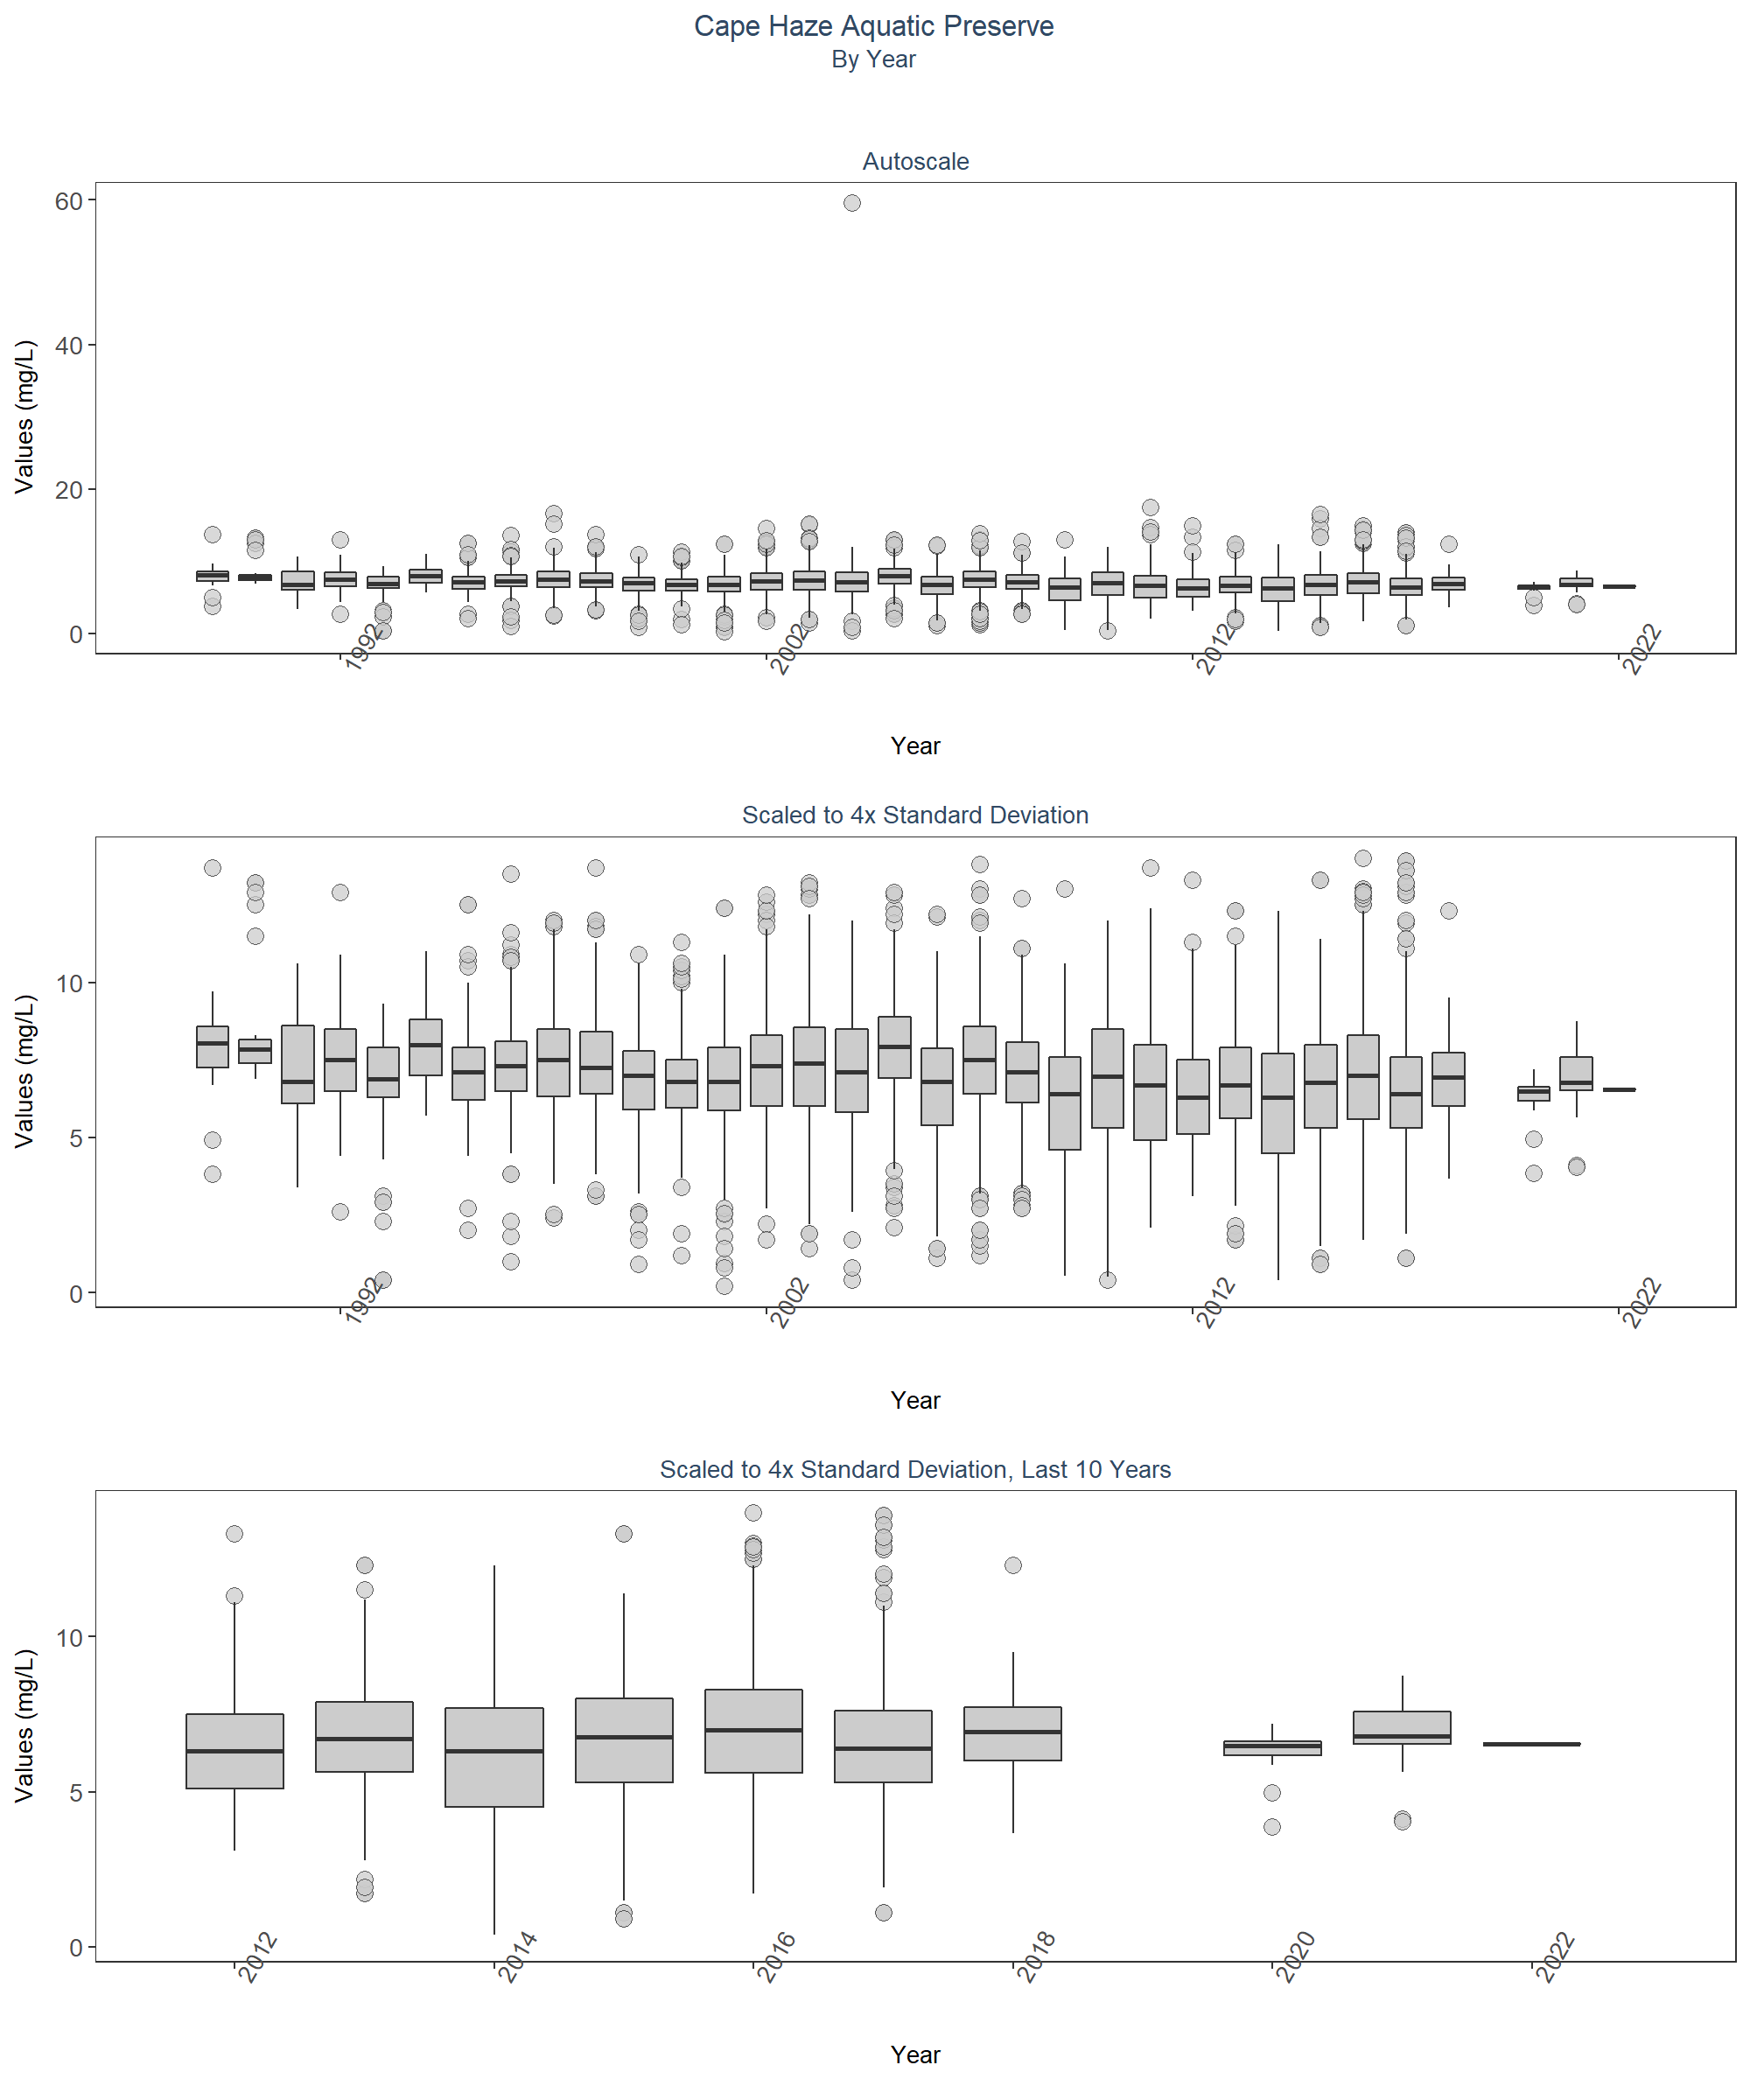 Cape Haze Aquatic Preserve
By Year
Autoscale
Values (mg/L)
60
40
20
0
1992
2002
2012
2022
Year
Scaled to 4x Standard Deviation
Values (mg/L)
10
5
0
1992
2002
2012
2022
Year
Scaled to 4x Standard Deviation, Last 10 Years
Values (mg/L)
10
5
0
2012
2014
2016
2018
2020
2022
Year